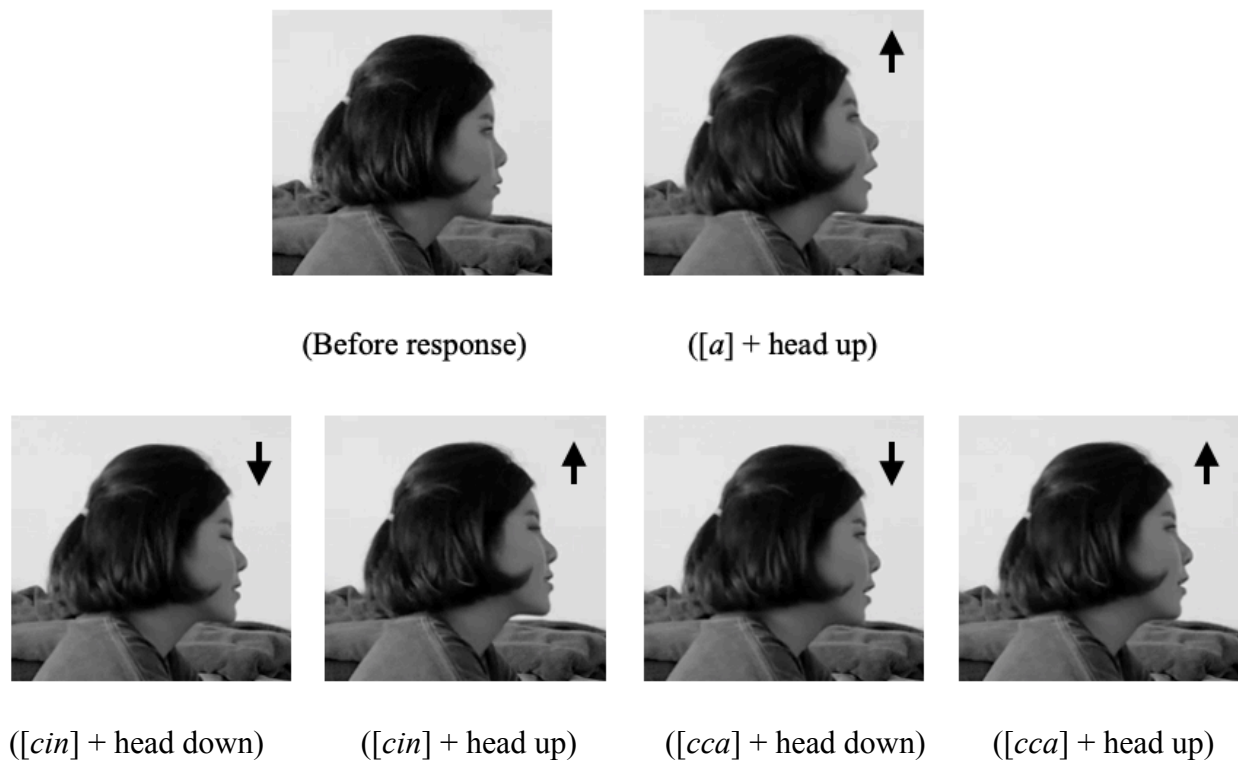 (Before response) ([a] + head up)
([cin] + head down) ([cin] + head up) ([cca] + head down) ([cca] + head up)